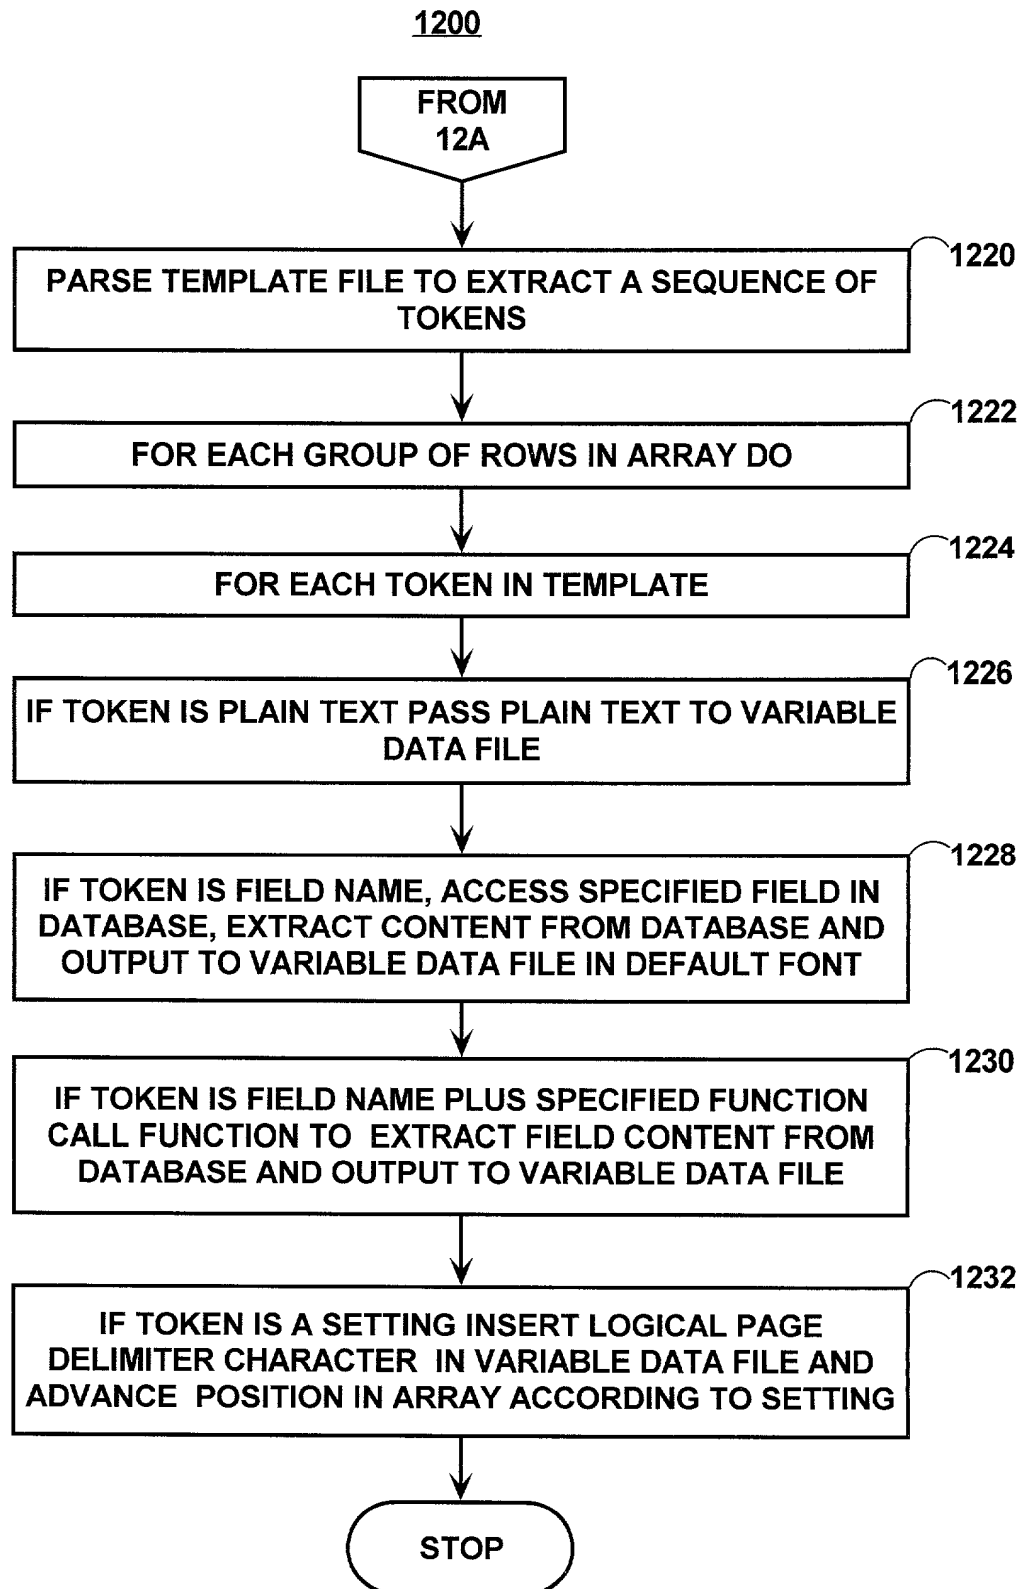 1200
FROM
12A
1220
PARSE TEMPLATE FILE TO EXTRACT A SEQUENCE OF
TOKENS
1222
FOR EACH GROUP OF ROWS IN ARRAY DO
1224
FOR EACH TOKEN IN TEMPLATE
1226
IF TOKEN IS PLAIN TEXT PASS PLAIN TEXT TO VARIABLE
DATA FILE
1228
IF TOKEN IS FIELD NAME, ACCESS SPECIFIED FIELD IN
DATABASE, EXTRACT CONTENT FROM DATABASE AND
OUTPUT TO VARIABLE DATA FILE IN DEFAULT FONT
1230
IF TOKEN IS FIELD NAME PLUS SPECIFIED FUNCTION
CALL FUNCTION TO EXTRACT FIELD CONTENT FROM
DATABASE AND OUTPUT TO VARIABLE DATA FILE
1232
IF TOKEN IS A SETTING INSERT LOGICAL PAGE
DELIMITER CHARACTER IN VARIABLE DATA FILE AND
ADVANCE POSITION IN ARRAY ACCORDING TO SETTING
STOP